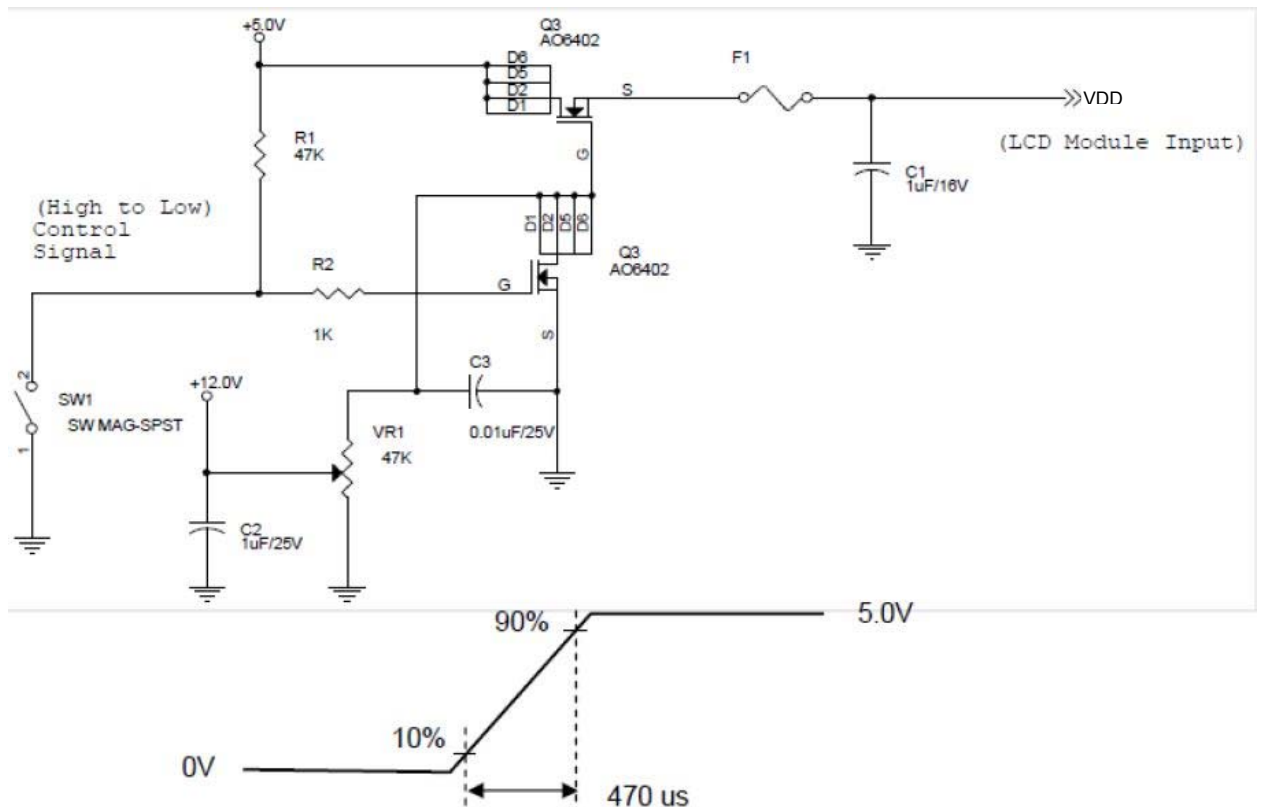 +5.0V
Q3
AO6402
D6
D5
D2
D1
S
G
F1
VDD
(LCD Module Input)
R1
47K
C1
1uF/16V
(High to Low)
Control
Signal
D1
D2
D5
D6
Q3
AO6402
R2
1K
G
S
2
1
SW1
SW MAG-SPST
+12.0V
C3
0.01uF/25V
VR1
47K
C2
1uF/25V
90%
5.0V
10%
0V
470 us